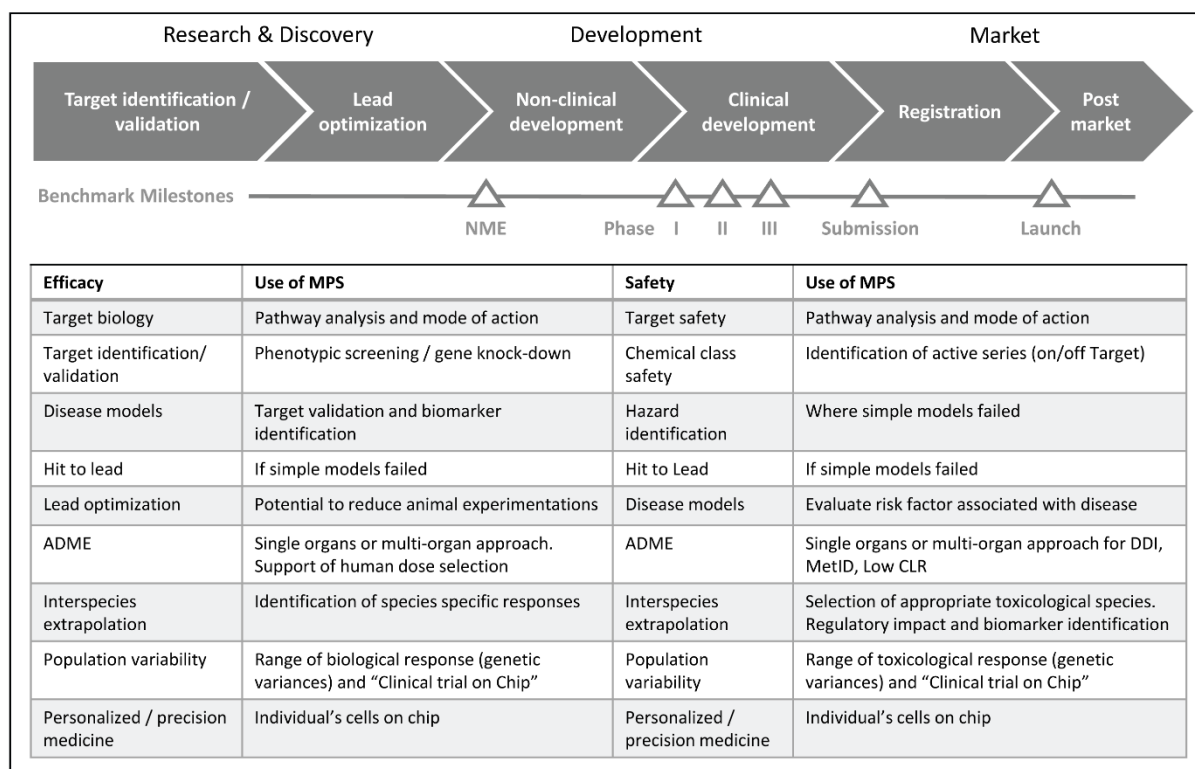 Research & Discovery Development Market
Target identification / validation
Lead optimization
Non-clinical development
Clinical development
Registration
Post market
Benchmark Milestones
NME Phase I II III Submission Launch
Efficacy Use of MPS Safety Use of MPS
Target biology Pathway analysis and mode of action Target safety Pathway analysis and mode of action
Target identification/ validation Phenotypic screening / gene knock-down Chemical class safety Identification of active series (on/off Target)
Disease models Target validation and biomarker identification Hazard identification Where simple models failed
Hit to lead If simple models failed Hit to Lead If simple models failed
Lead optimization Potential to reduce animal experimentations Disease models Evaluate risk factor associated with disease
ADME Single organs or multi-organ approach. Support of human dose selection ADME Single organs or multi-organ approach for DDI, MetID, Low CLR
Interspecies extrapolation Identification of species specific responses Interspecies extrapolation Selection of appropriate toxicological species. Regulatory impact and biomarker identification
Population variability Range of biological response (genetic variances) and “Clinical trial on Chip” Population variability Range of toxicological response (genetic variances) and “Clinical trial on Chip”
Personalized / precision medicine Individual’s cells on chip Personalized / precision medicine Individual’s cells on chip